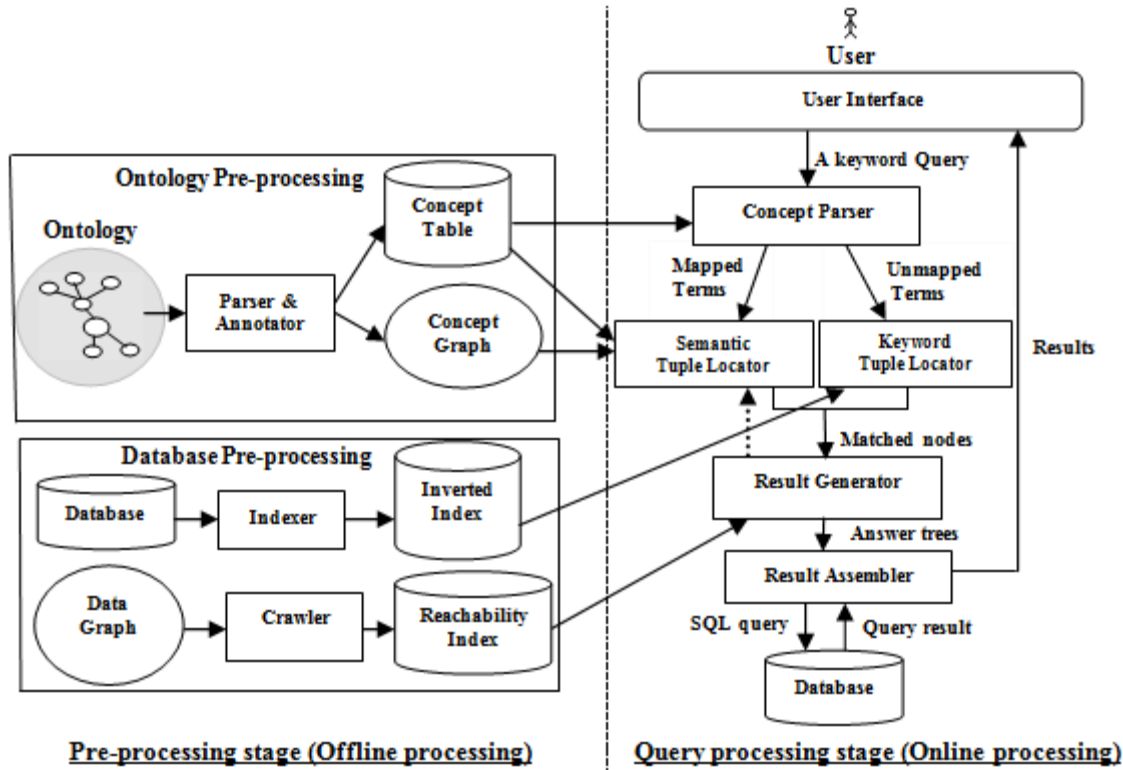 User
User Interface
A keyword Query
Ontology Pre-processing
Concept
Table
Concept Parser
Ontology
Mapped
Terms
Unmapped
Terms
Parser &
Annotator
Concept
Graph
Semantic
Tuple Locator
Keyword
Tuple Locator
Results
Matched nodes
Database Pre-processing
Database
Indexer
Inverted
Index
Result Generator
Answer trees
Data
Graph
Crawler
Reachability
Index
Result Assembler
SQL query
Query result
Database
Pre-processing stage (Offline processing)
Query processing stage (Online processing)